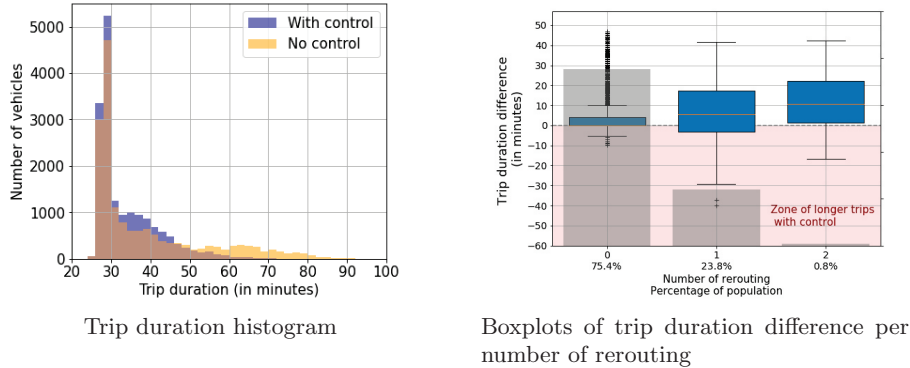 5000
4000
3000
2000
1000
0
Number of vehicles
With control
No control
20 30 40 50 60 70 80 90 100
Trip duration (in minutes)
Trip duration histogram
50
40
30
20
10
0
−10
−20
−30
−40
−50
−60
Trip duration difference
(in minutes)
Zone of longer trips
with control
0 1 2
75.4% 23.8% 0.8%
Number of rerouting
Percentage of population
Boxplots of trip duration difference per
number of rerouting